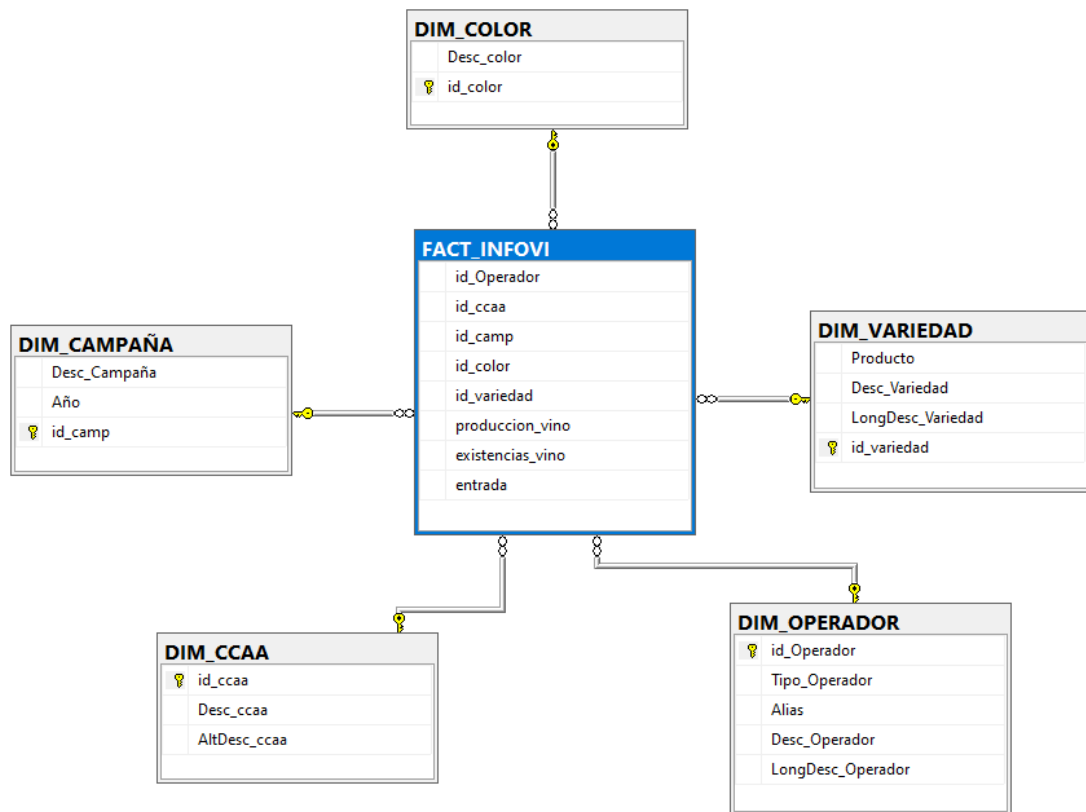 DIM_COLOR
Desc_color
id_color
FACT_INFOVI
id_Operador
id_ccaa
id_camp
id_color
id_variedad
produccion_vino
existencias_vino
entrada
DIM_CAMPAÑA
Desc_Campaña
Año
id_camp
DIM_VARIEDAD
Producto
Desc_Variedad
LongDesc_Variedad
id_variedad
DIM_CCAA
id_ccaa
Desc_ccaa
AltDesc_ccaa
DIM_OPERADOR
id_Operador
Tipo_Operador
Alias
Desc_Operador
LongDesc_Operador